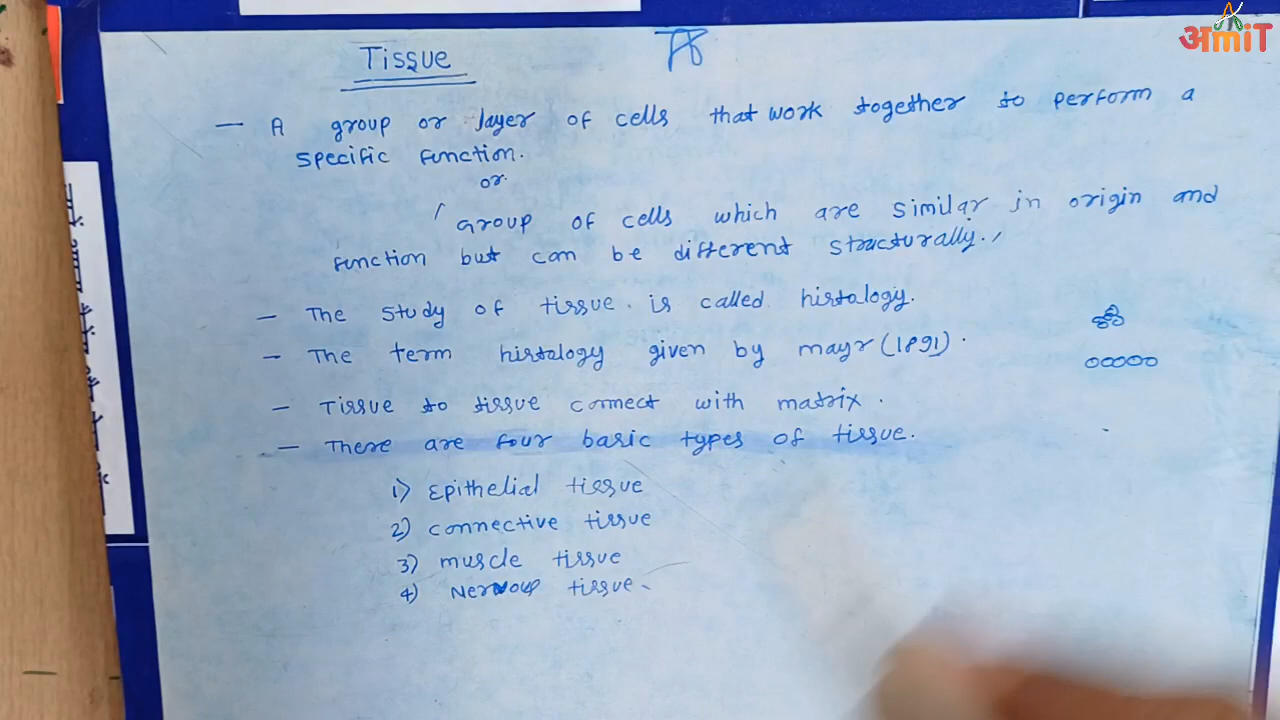 अmiT
Tissue
— A group or layer of cells that work together to perform a
specific function.
or
group of cells which are similar in origin and
function but can be different structurally.
— The study of tissue is called histalogy.
— The term histalogy given by mayr (1891).
— Tissue to tissue connect with matrix.
— There are four basic types of tissue.
1) Epithelial tissue
2) connective tissue
3) muscle tissue
4) Nervous tissue